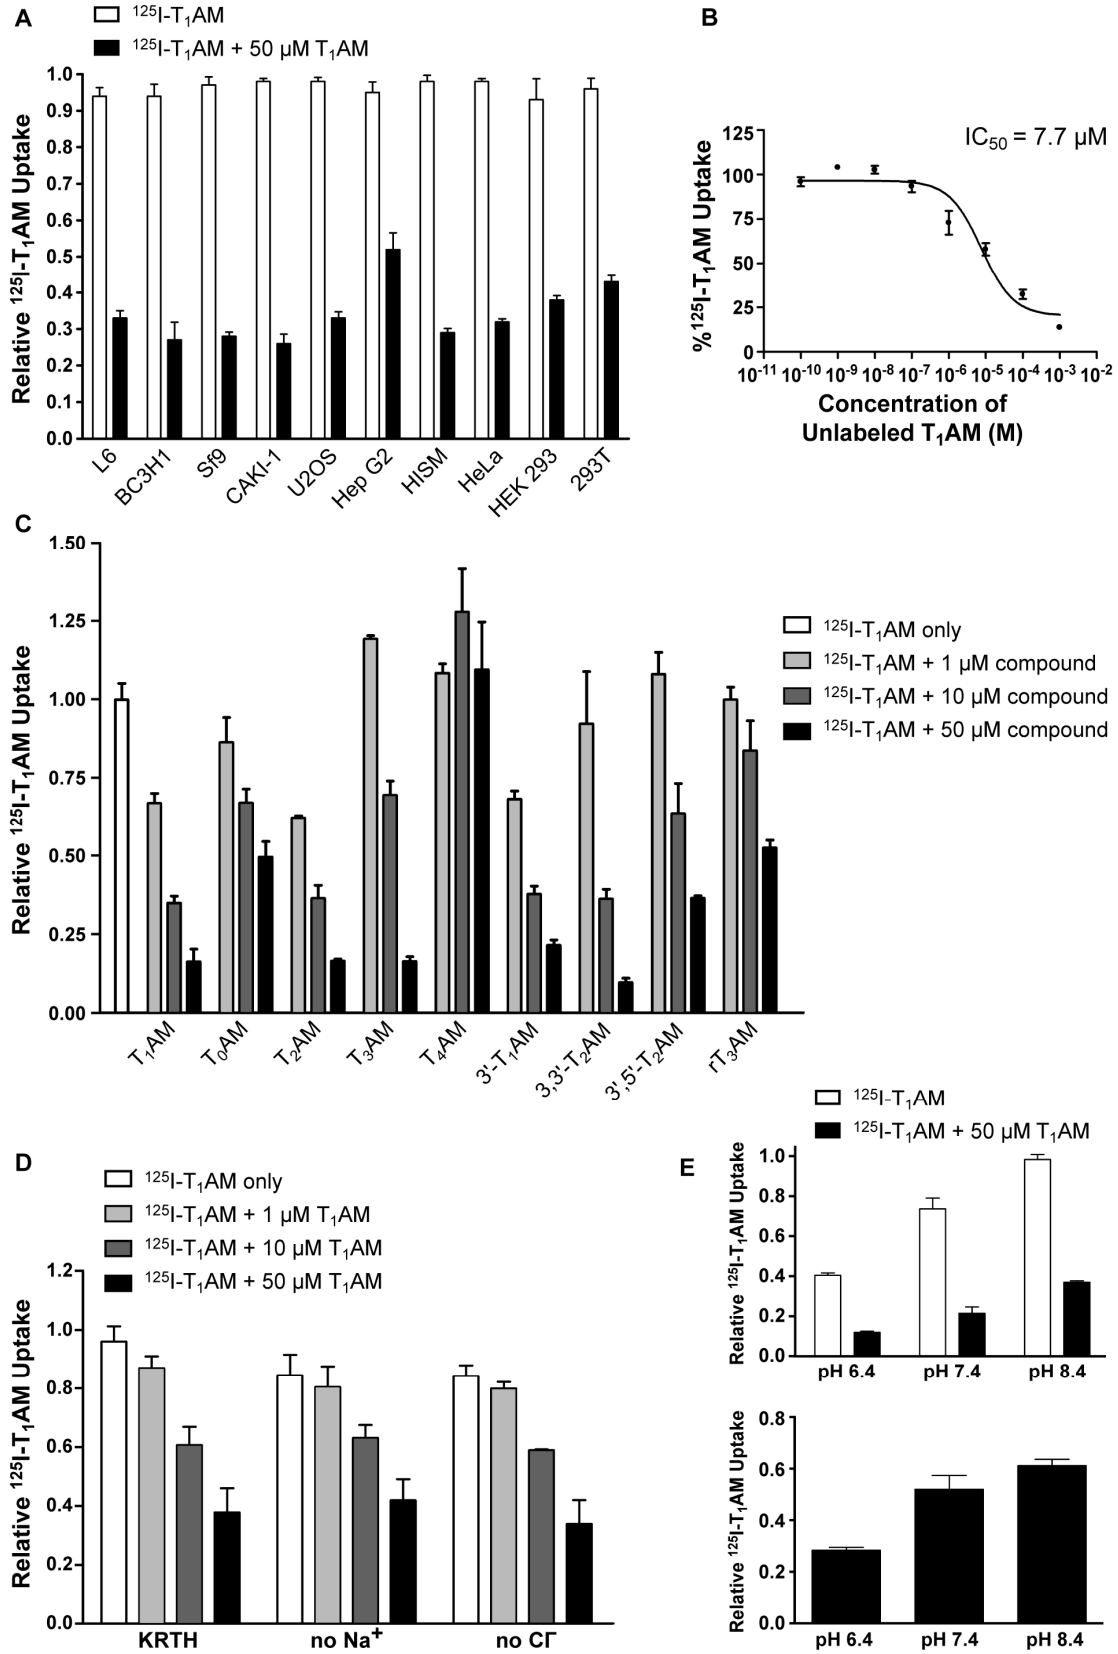 A
¹²⁵I-T₁AM
¹²⁵I-T₁AM + 50 µM T₁AM
Relative ¹²⁵I-T₁AM Uptake
1.0
0.9
0.8
0.7
0.6
0.5
0.4
0.3
0.2
0.1
0.0
L6
BC3H1
Sf9
CAKI-1
U2OS
Hep G2
HISM
HeLa
HEK 293
293T
B
IC₅₀ = 7.7 µM
%¹²⁵I-T₁AM Uptake
125
100
75
50
25
0
10⁻¹¹ 10⁻¹⁰ 10⁻⁹ 10⁻⁸ 10⁻⁷ 10⁻⁶ 10⁻⁵ 10⁻⁴ 10⁻³ 10⁻²
Concentration of
Unlabeled T₁AM (M)
C
Relative ¹²⁵I-T₁AM Uptake
1.50
1.25
1.00
0.75
0.50
0.25
0.00
T₁AM
T₀AM
T₂AM
T₃AM
T₄AM
3'-T₁AM
3,3'-T₂AM
3',5'-T₂AM
rT₃AM
¹²⁵I-T₁AM only
¹²⁵I-T₁AM + 1 µM compound
¹²⁵I-T₁AM + 10 µM compound
¹²⁵I-T₁AM + 50 µM compound
D
¹²⁵I-T₁AM only
¹²⁵I-T₁AM + 1 µM T₁AM
¹²⁵I-T₁AM + 10 µM T₁AM
¹²⁵I-T₁AM + 50 µM T₁AM
Relative ¹²⁵I-T₁AM Uptake
1.2
1.0
0.8
0.6
0.4
0.2
0.0
KRTH
no Na⁺
no Cl⁻
E
¹²⁵I-T₁AM
¹²⁵I-T₁AM + 50 µM T₁AM
Relative ¹²⁵I-T₁AM Uptake
1.0
0.8
0.6
0.4
0.2
0.0
pH 6.4
pH 7.4
pH 8.4
Relative ¹²⁵I-T₁AM Uptake
0.8
0.6
0.4
0.2
0.0
pH 6.4
pH 7.4
pH 8.4